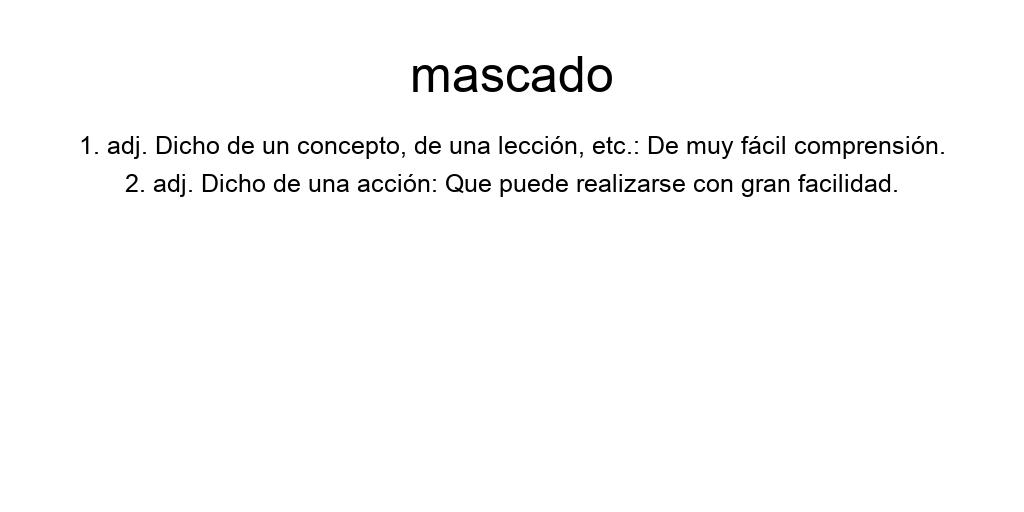 mascado
1. adj. Dicho de un concepto, de una lección, etc.: De muy fácil comprensión.
2. adj. Dicho de una acción: Que puede realizarse con gran facilidad.